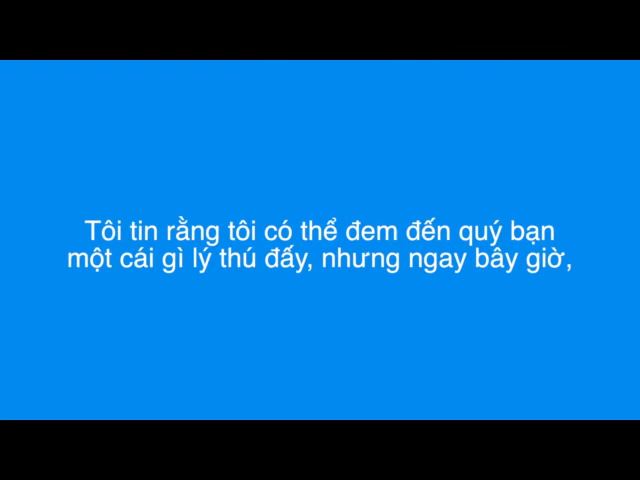 Tôi tin rằng tôi có thể đem đến quý bạn
một cái gì lý thú đấy, nhưng ngay bây giờ,